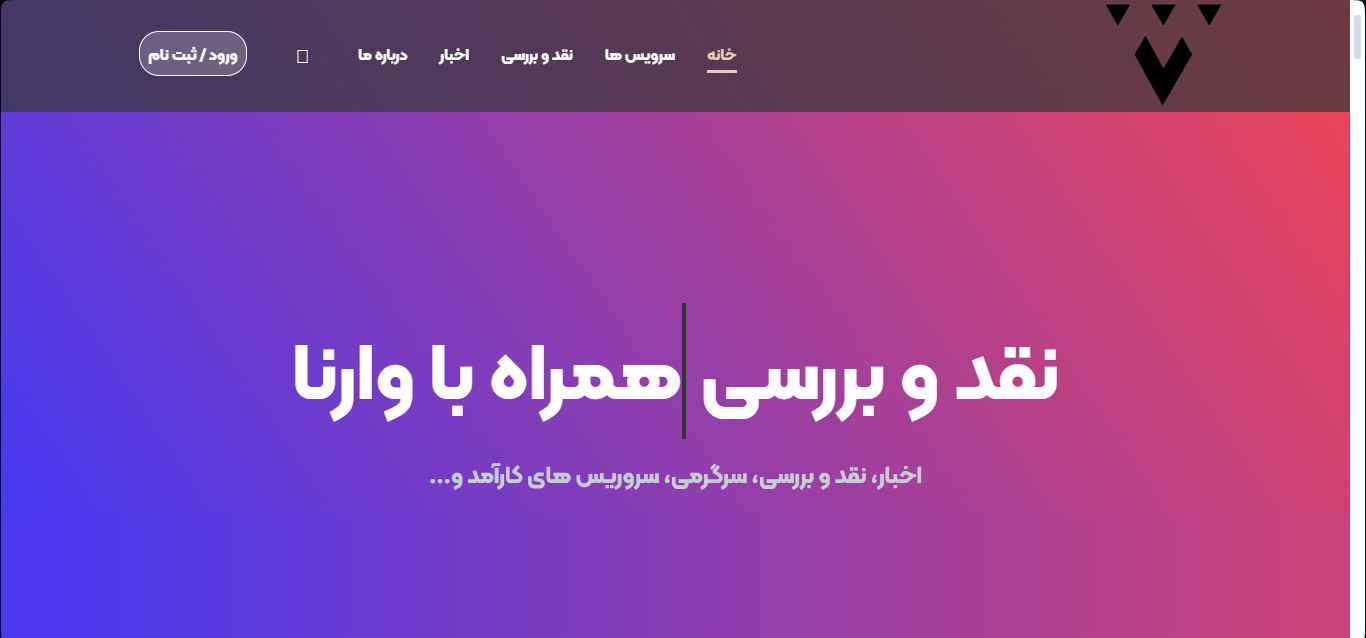 خانه
سرویس ها
نقد و بررسی
اخبار
درباره ما
ورود / ثبت نام
نقد و بررسی همراه با وارنا
اخبار، نقد و بررسی، سرگرمی، سروریس های کارآمد و...